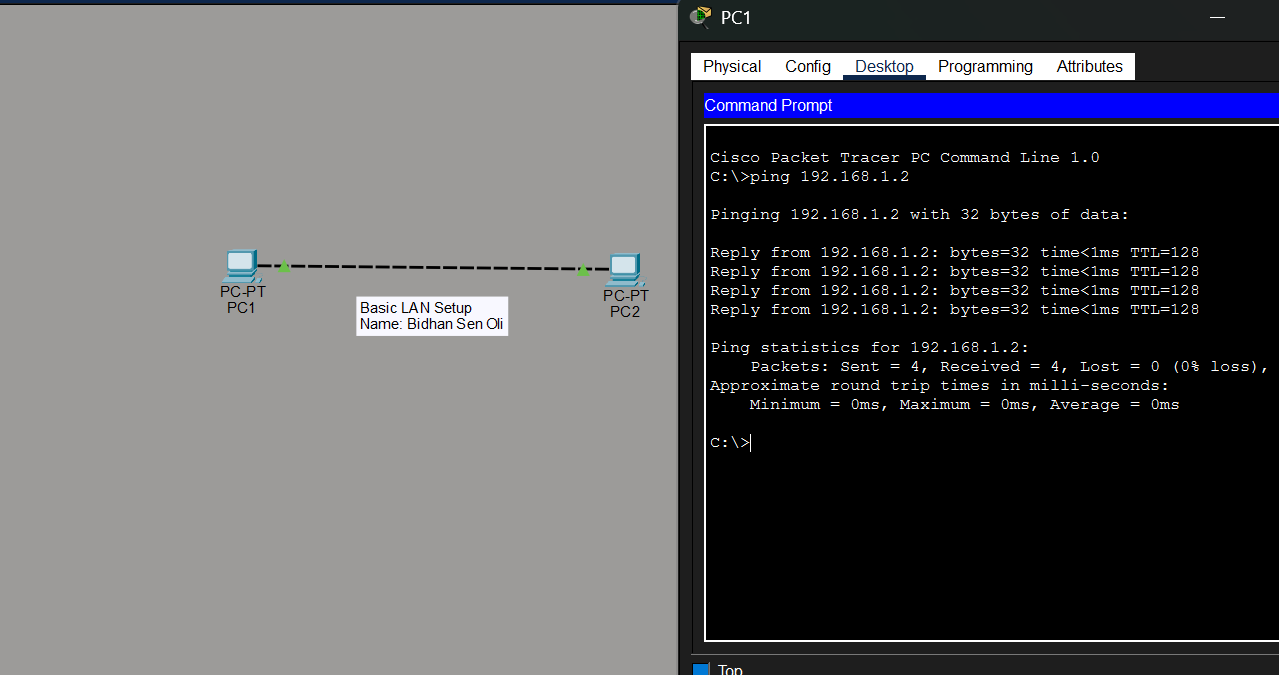 PC-PT
PC1
Basic LAN Setup
Name: Bidhan Sen Oli
PC-PT
PC2
PC1
Physical Config Desktop Programming Attributes
Command Prompt
Cisco Packet Tracer PC Command Line 1.0
C:\>ping 192.168.1.2
Pinging 192.168.1.2 with 32 bytes of data:
Reply from 192.168.1.2: bytes=32 time<1ms TTL=128
Reply from 192.168.1.2: bytes=32 time<1ms TTL=128
Reply from 192.168.1.2: bytes=32 time<1ms TTL=128
Reply from 192.168.1.2: bytes=32 time<1ms TTL=128
Ping statistics for 192.168.1.2:
Packets: Sent = 4, Received = 4, Lost = 0 (0% loss),
Approximate round trip times in milli-seconds:
Minimum = 0ms, Maximum = 0ms, Average = 0ms
C:\>
Top